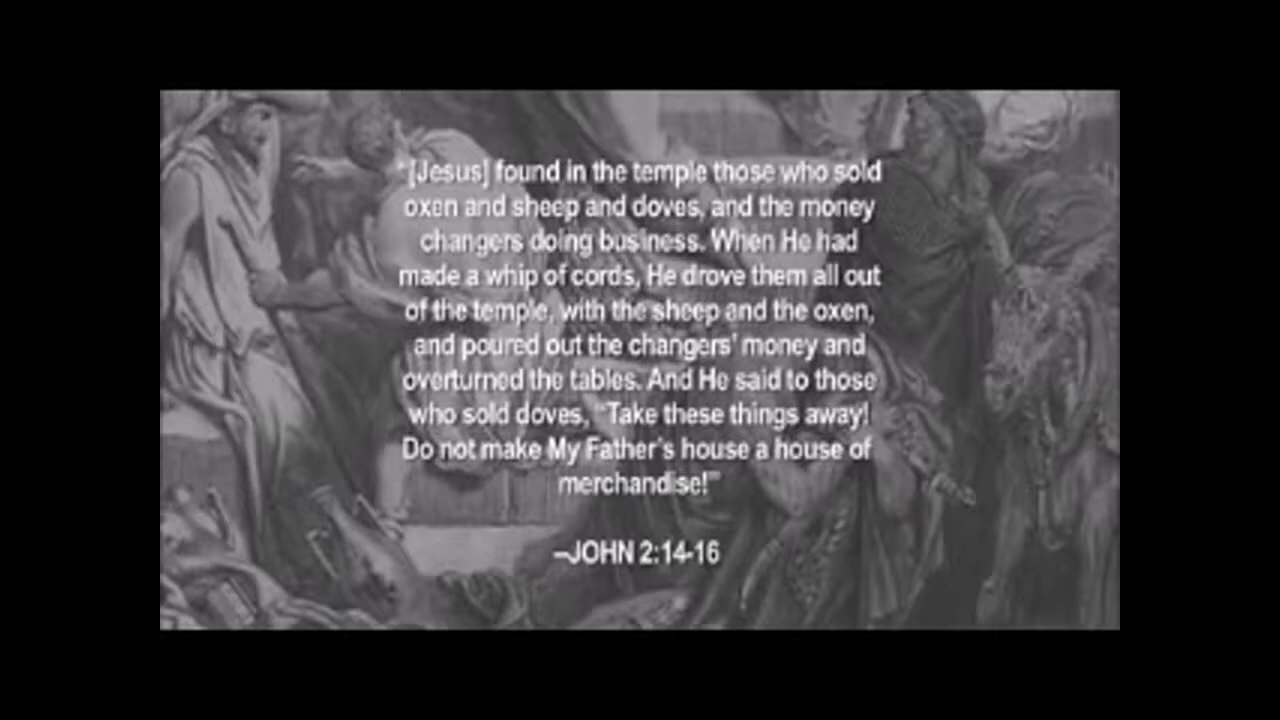 "[Jesus] found in the temple those who sold
oxen and sheep and doves, and the money
changers doing business. When He had
made a whip of cords, He drove them all out
of the temple, with the sheep and the oxen,
and poured out the changers' money and
overturned the tables. And He said to those
who sold doves, "Take these things away!
Do not make My Father's house a house of
merchandise!"
–JOHN 2:14-16